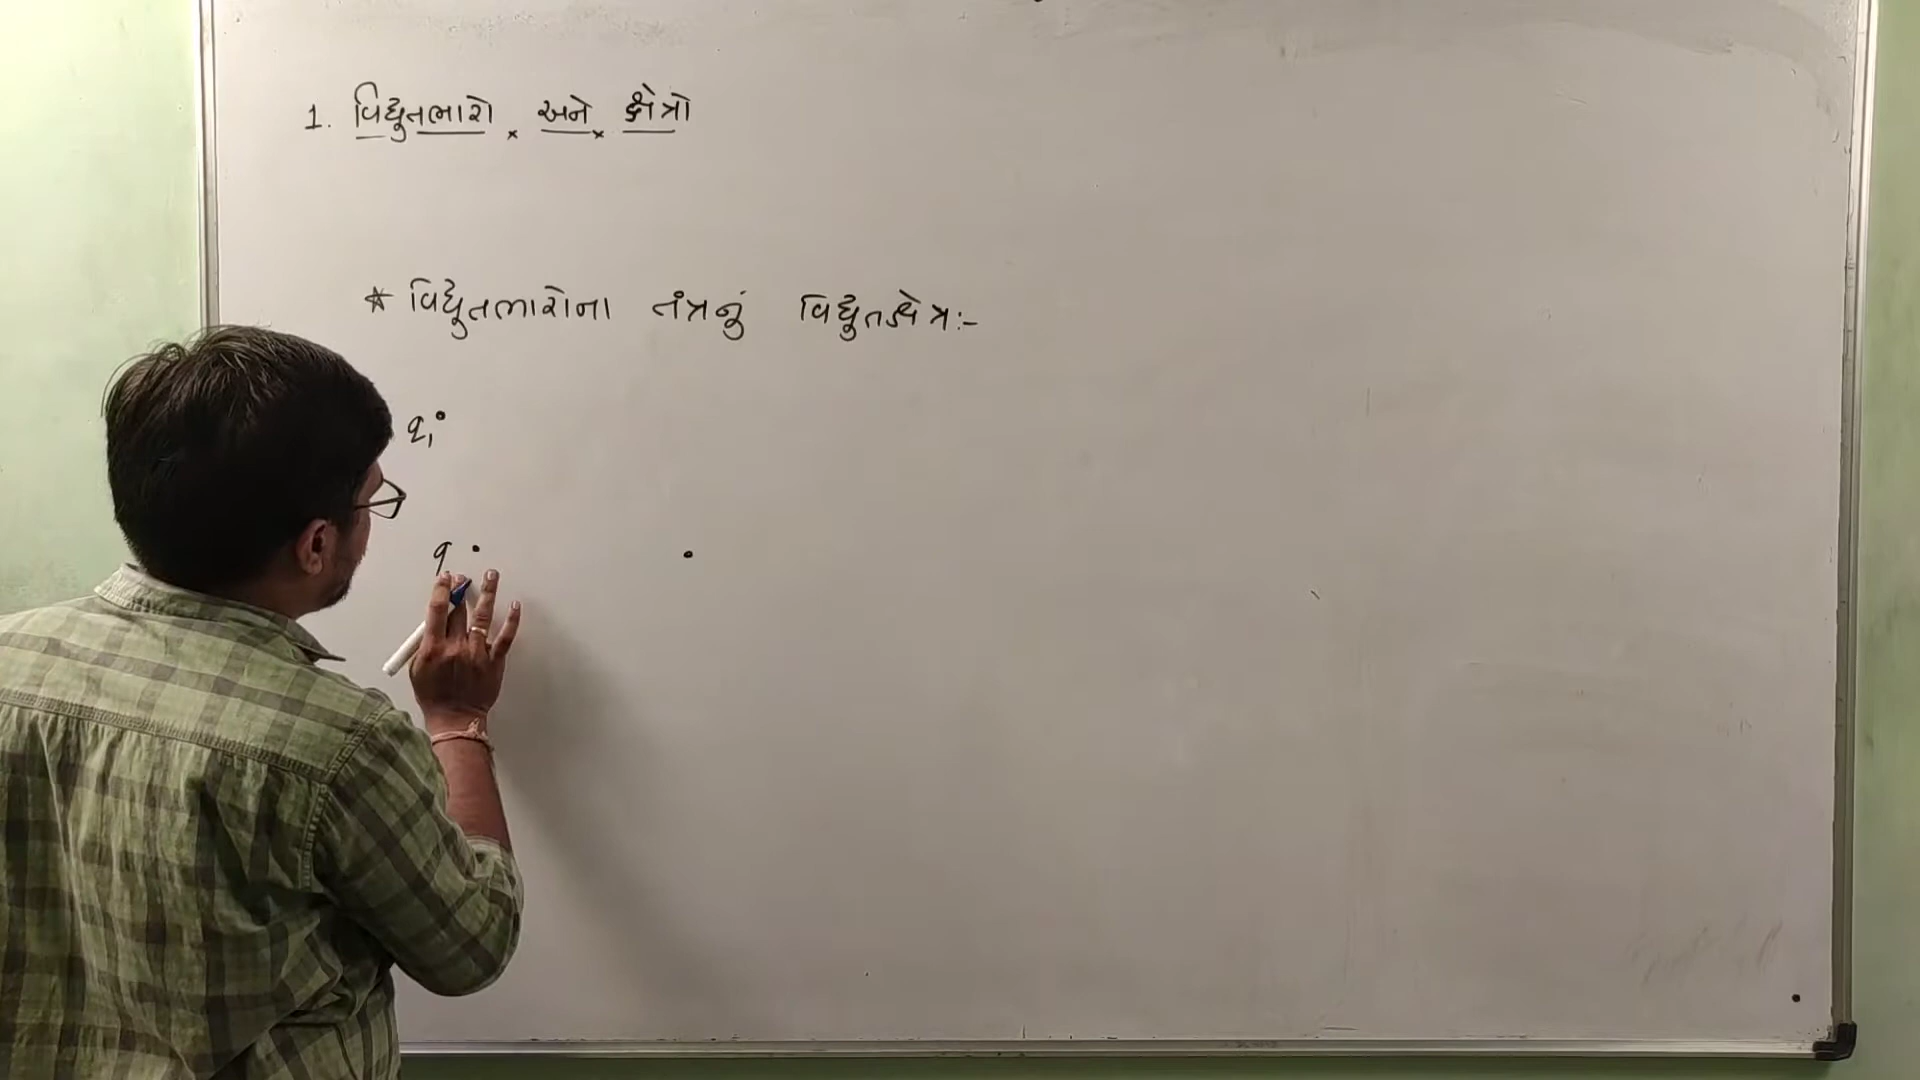 1. વિદ્યુતભારો અને ક્ષેત્રો
* વિદ્યુતભારોના તંત્રનું વિદ્યુતક્ષેત્ર:-
q₁
q